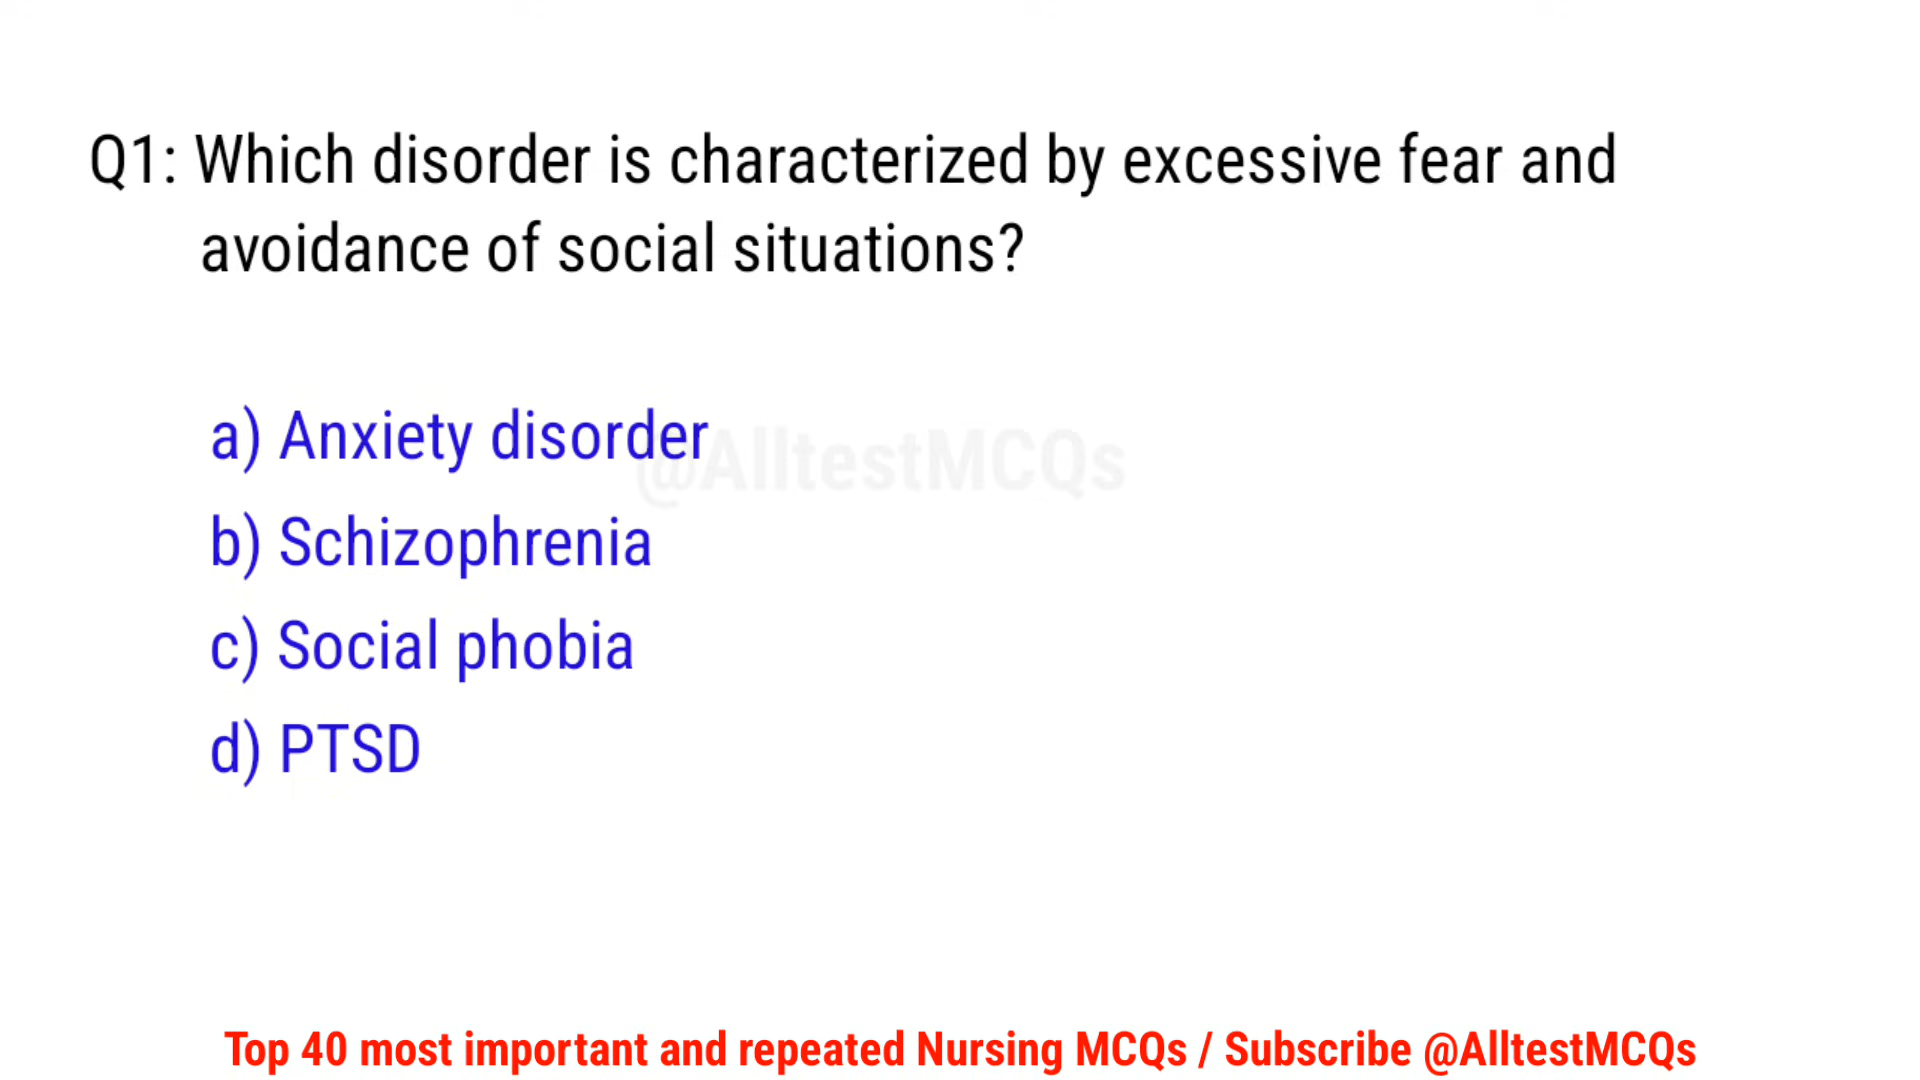 Q1: Which disorder is characterized by excessive fear and
avoidance of social situations?
a) Anxiety disorder
@AlltestMCQs
b) Schizophrenia
c) Social phobia
d) PTSD
Top 40 most important and repeated Nursing MCQs / Subscribe @AlltestMCQs